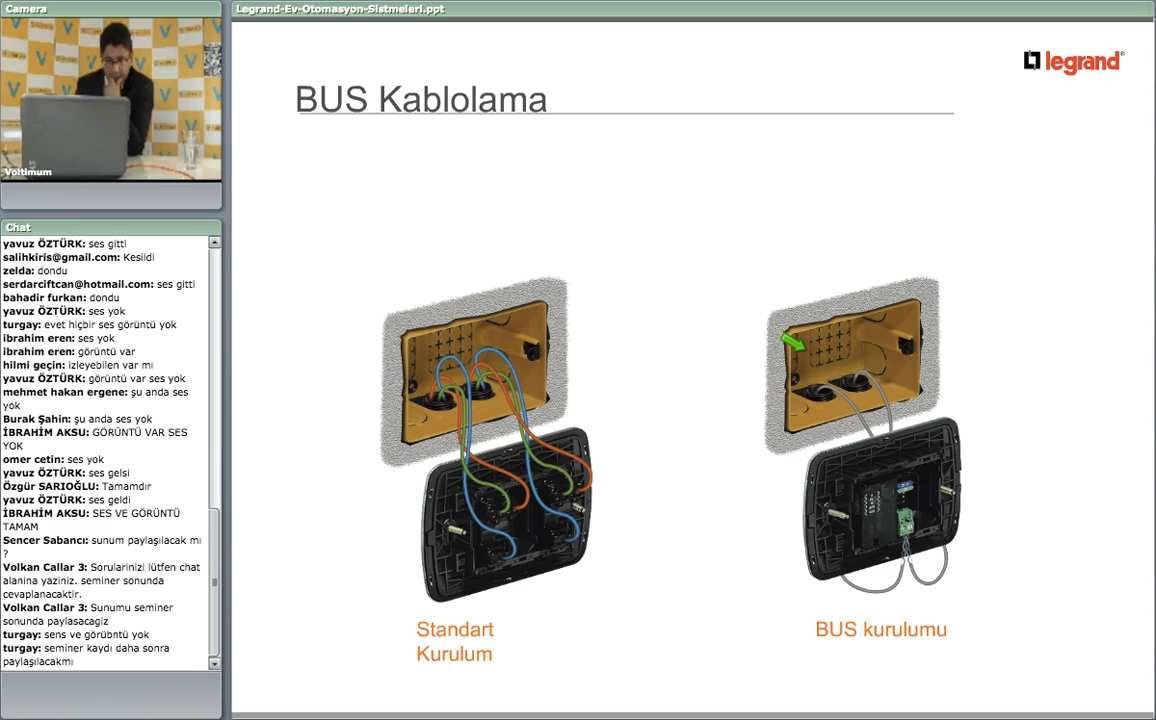 Camera
Voltimum
Chat
yavuz ÖZTÜRK: ses gitti
salihkiris@gmail.com: Kesildi
zelda: dondu
serdarciftcan@hotmail.com: ses gitti
bahadir furkan: dondu
yavuz ÖZTÜRK: ses yok
turgay: evet hiçbir ses görüntü yok
ibrahim eren: ses yok
ibrahim eren: görüntü var
hilmi geçin: izleyebilen var mı
yavuz ÖZTÜRK: görüntü var ses yok
mehmet hakan ergene: şu anda ses
yok
Burak Şahin: şu anda ses yok
İBRAHİM AKSU: GÖRÜNTÜ VAR SES
YOK
omer cetin: ses yok
yavuz ÖZTÜRK: ses gelsi
Özgür SARIOĞLU: Tamamdır
yavuz ÖZTÜRK: ses geldi
İBRAHİM AKSU: SES VE GÖRÜNTÜ
TAMAM
Sencer Sabancı: sunum paylaşılacak mı
?
Volkan Callar 3: Sorularinizi lütfen chat
alanina yaziniz. seminer sonunda
cevaplanacaktir.
Volkan Callar 3: Sunumu seminer
sonunda paylasacagiz
turgay: sens ve görübntü yok
turgay: seminer kaydı daha sonra
paylaşılacakmı
Legrand-Ev-Otomasyon-Sistmeleri.ppt
legrand®
BUS Kablolama
Standart
Kurulum
BUS kurulumu